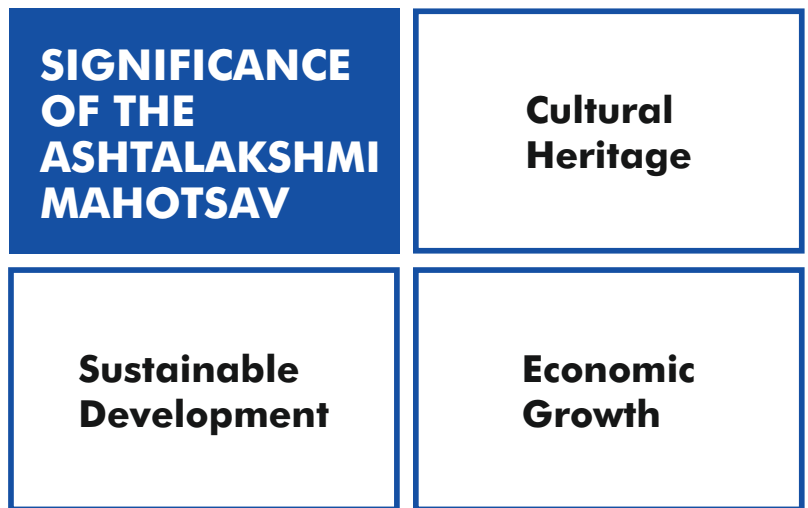 SIGNIFICANCE
OF THE
ASHTALAKSHMI
MAHOTSAV
Cultural
Heritage
Sustainable
Development
Economic
Growth